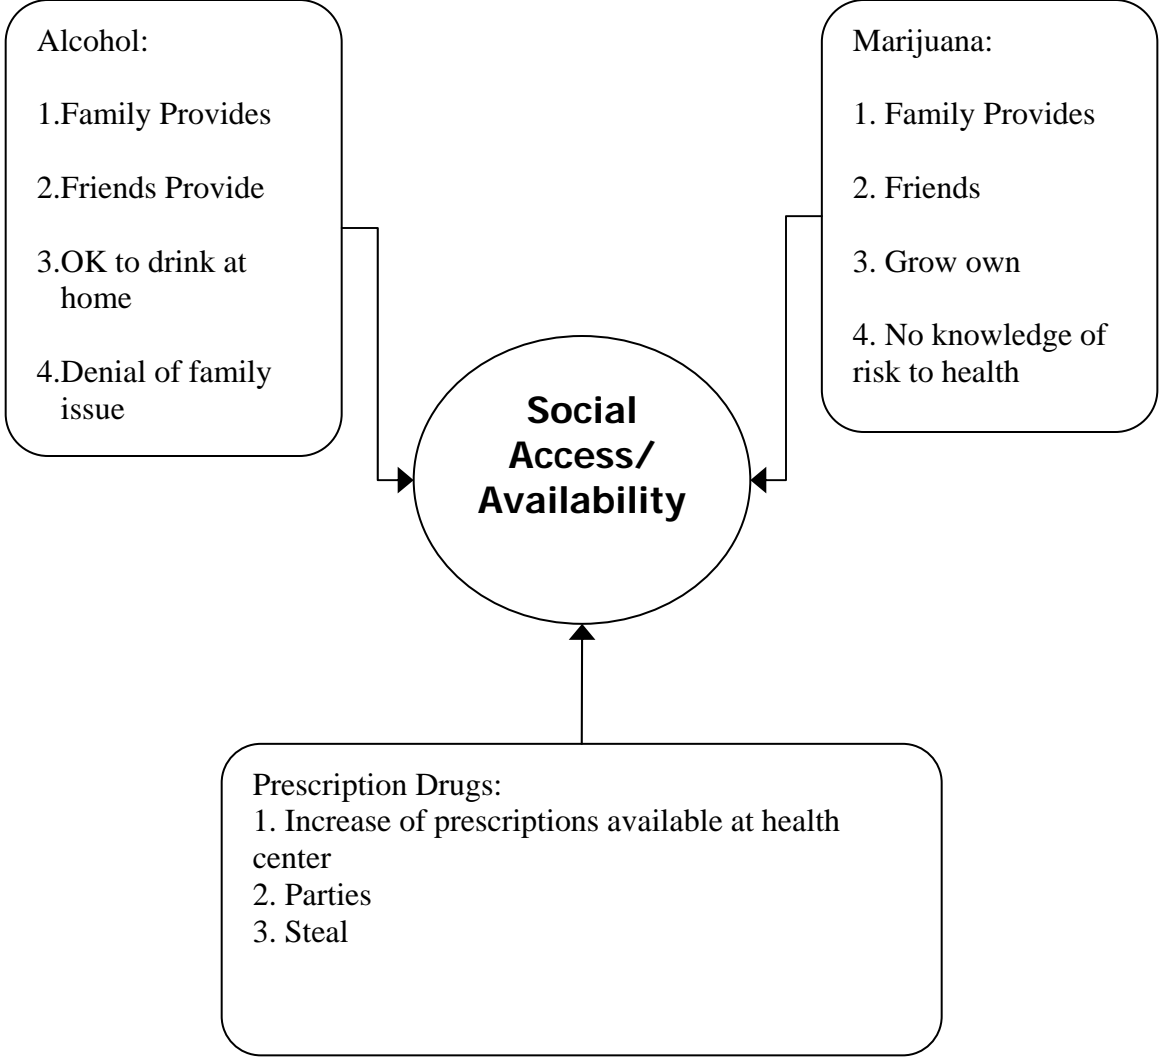 Alcohol:
1.Family Provides
2.Friends Provide
3.OK to drink at
home
4.Denial of family
issue
Marijuana:
1. Family Provides
2. Friends
3. Grow own
4. No knowledge of
risk to health
Social
Access/
Availability
Prescription Drugs:
1. Increase of prescriptions available at health
center
2. Parties
3. Steal